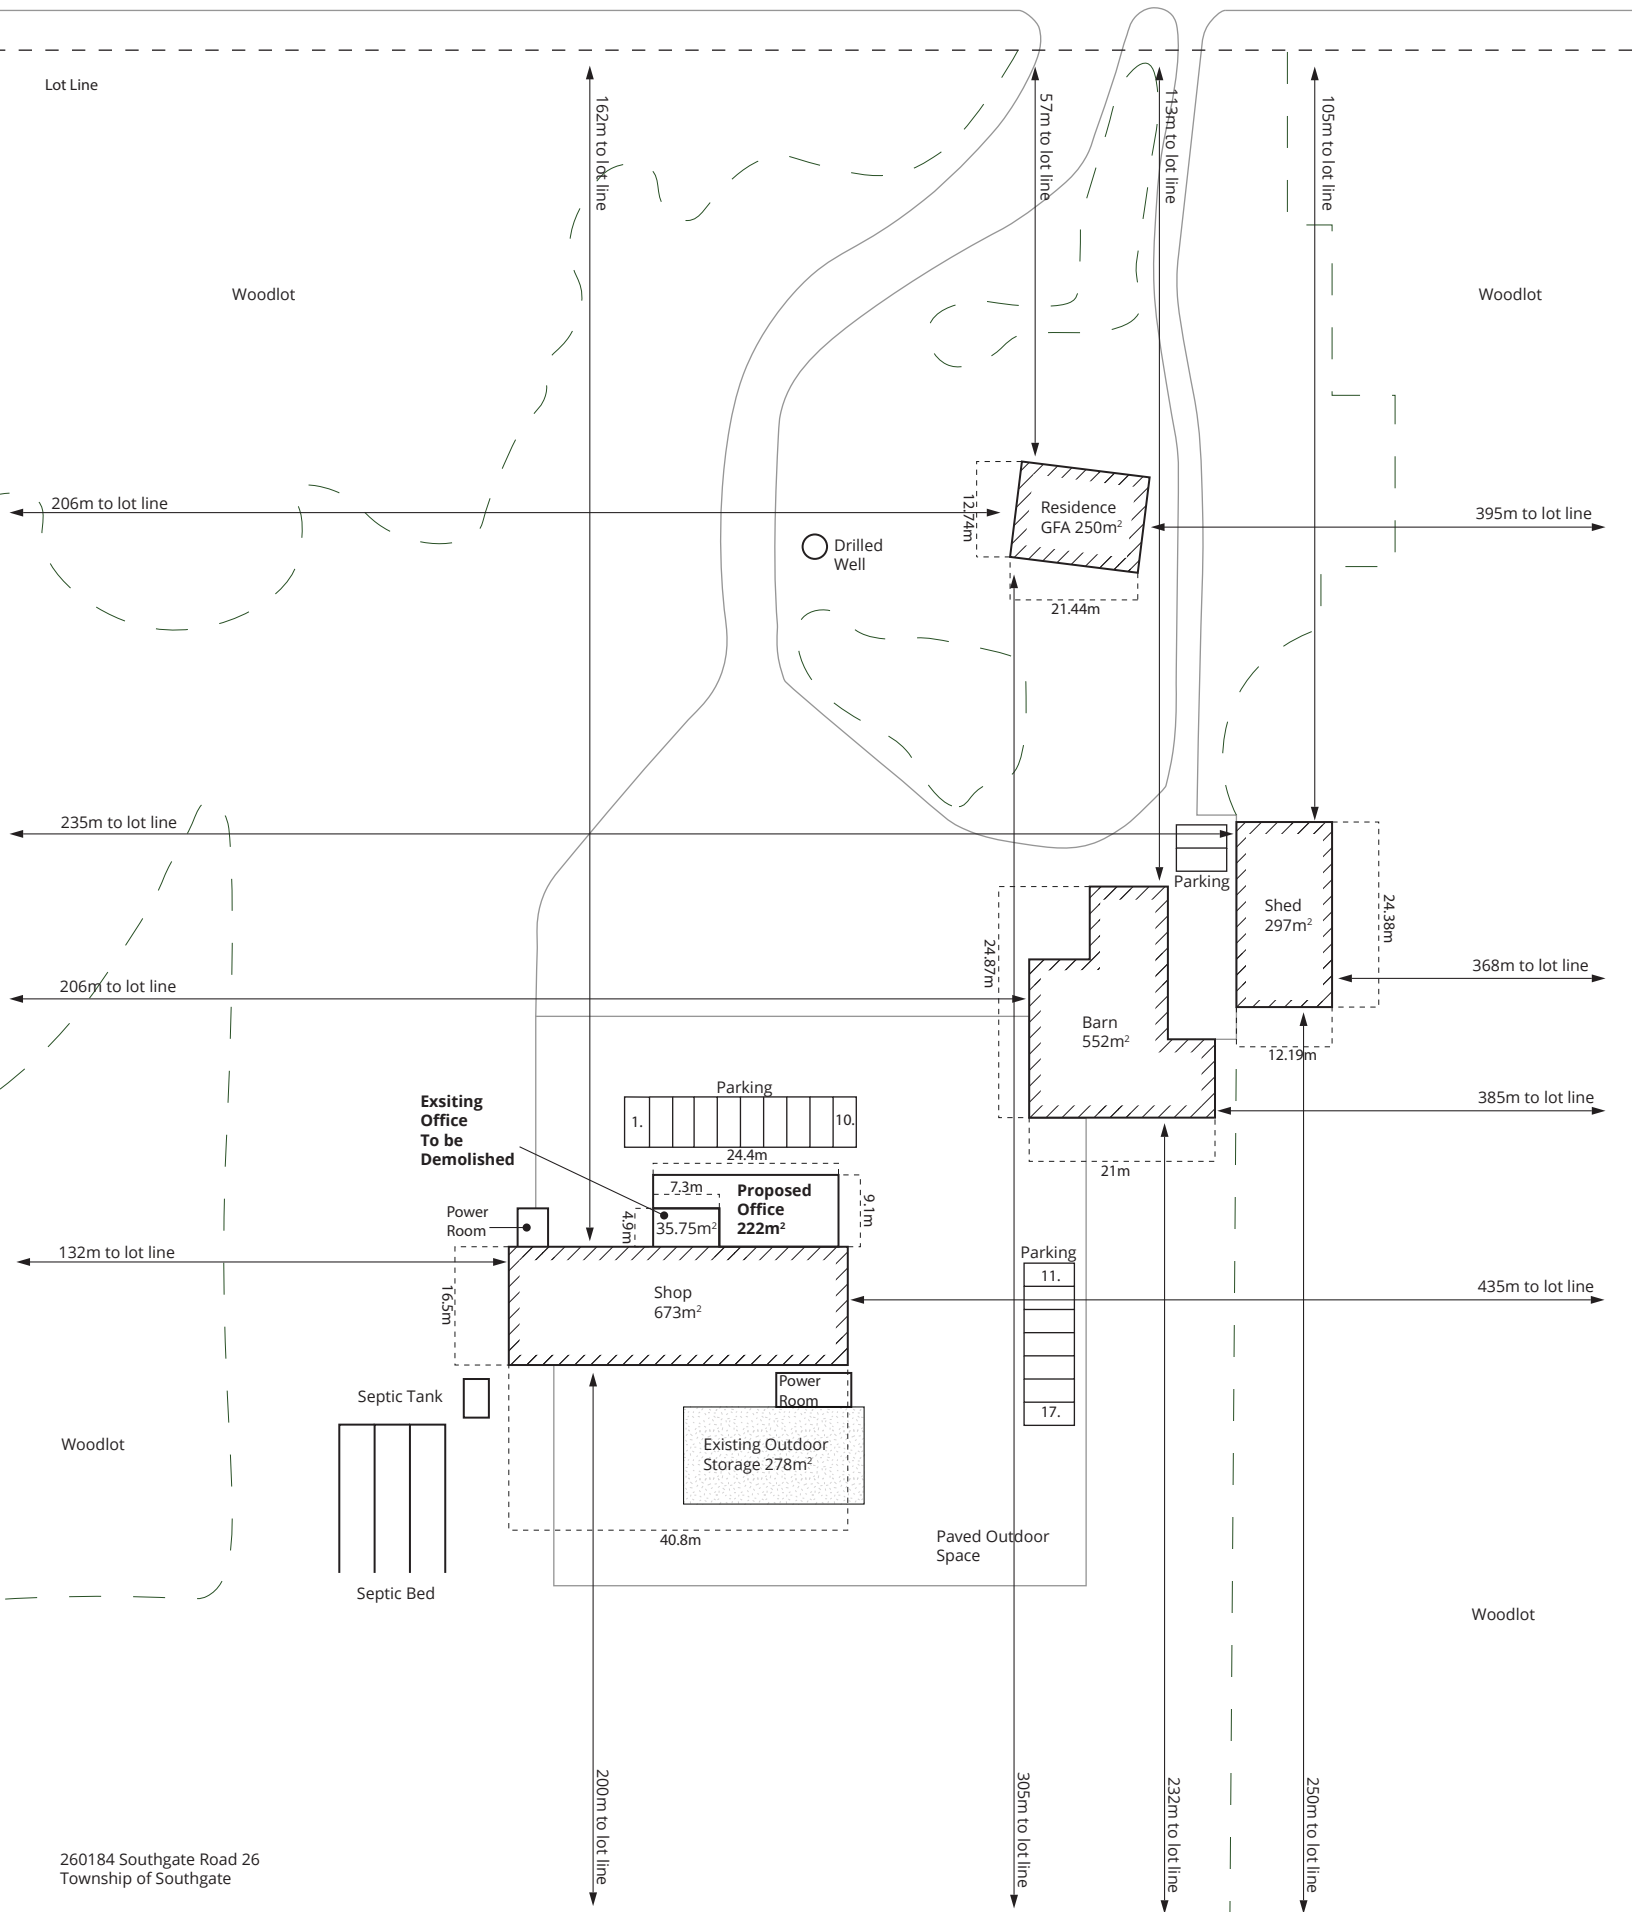 Lot Line
162m to lot line
57m to lot line
113m to lot line
105m to lot line
Woodlot
Woodlot
206m to lot line
12.74m
Residence
GFA 250m²
395m to lot line
Drilled
Well
21.44m
235m to lot line
Parking
Shed
297m²
24.38m
24.87m
368m to lot line
206m to lot line
Barn
552m²
12.19m
Parking
385m to lot line
Exsiting
Office
To be
Demolished
1.
10.
24.4m
21m
7.3m
Proposed
Office
222m²
9.1m
4.9m
35.75m²
Power
Room
132m to lot line
Parking
11.
17.
16.5m
Shop
673m²
435m to lot line
Septic Tank
Power
Room
Woodlot
Existing Outdoor
Storage 278m²
40.8m
Paved Outdoor
Space
Septic Bed
Woodlot
200m to lot line
305m to lot line
232m to lot line
250m to lot line
260184 Southgate Road 26
Township of Southgate